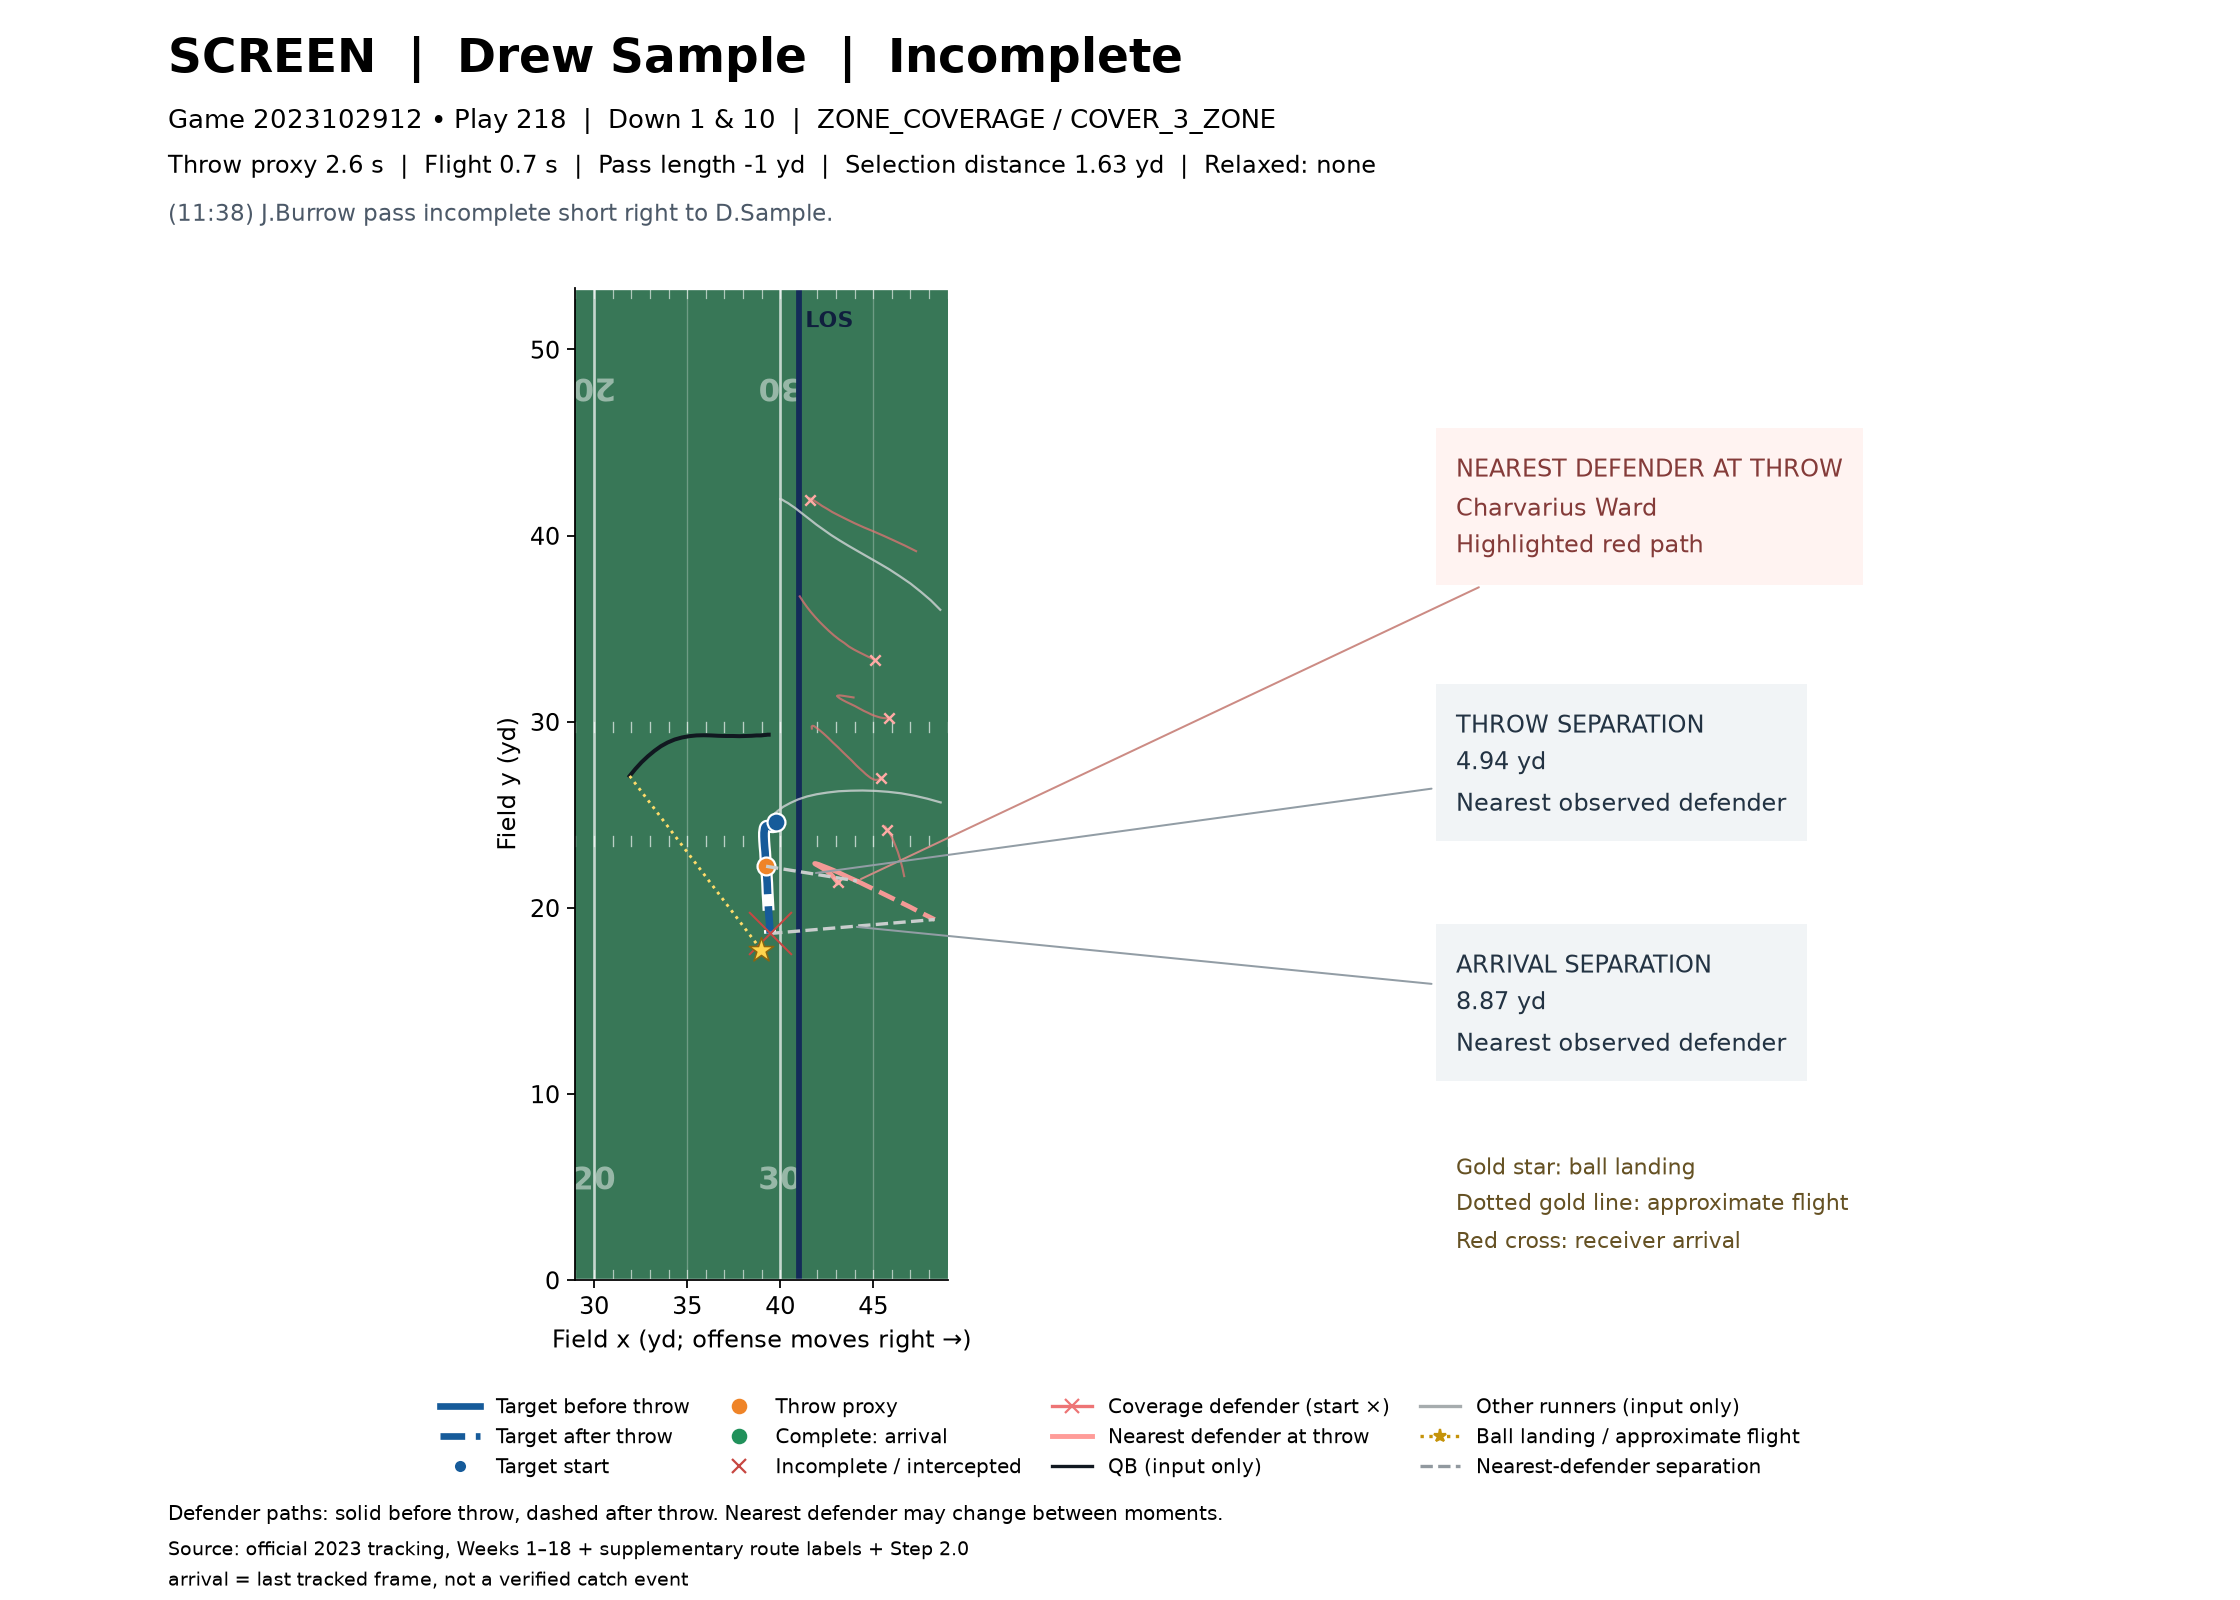 SCREEN | Drew Sample | Incomplete
Game 2023102912 • Play 218 | Down 1 & 10 | ZONE_COVERAGE / COVER_3_ZONE
Throw proxy 2.6 s | Flight 0.7 s | Pass length -1 yd | Selection distance 1.63 yd | Relaxed: none
(11:38) J.Burrow pass incomplete short right to D.Sample.
LOS
20 30
50
40
30
20
10
0
Field y (yd)
20 30
30 35 40 45
Field x (yd; offense moves right →)
NEAREST DEFENDER AT THROW
Charvarius Ward
Highlighted red path
THROW SEPARATION
4.94 yd
Nearest observed defender
ARRIVAL SEPARATION
8.87 yd
Nearest observed defender
Gold star: ball landing
Dotted gold line: approximate flight
Red cross: receiver arrival
Target before throw
Target after throw
Target start
Throw proxy
Complete: arrival
Incomplete / intercepted
Coverage defender (start ×)
Nearest defender at throw
QB (input only)
Other runners (input only)
Ball landing / approximate flight
Nearest-defender separation
Defender paths: solid before throw, dashed after throw. Nearest defender may change between moments.
Source: official 2023 tracking, Weeks 1–18 + supplementary route labels + Step 2.0
arrival = last tracked frame, not a verified catch event